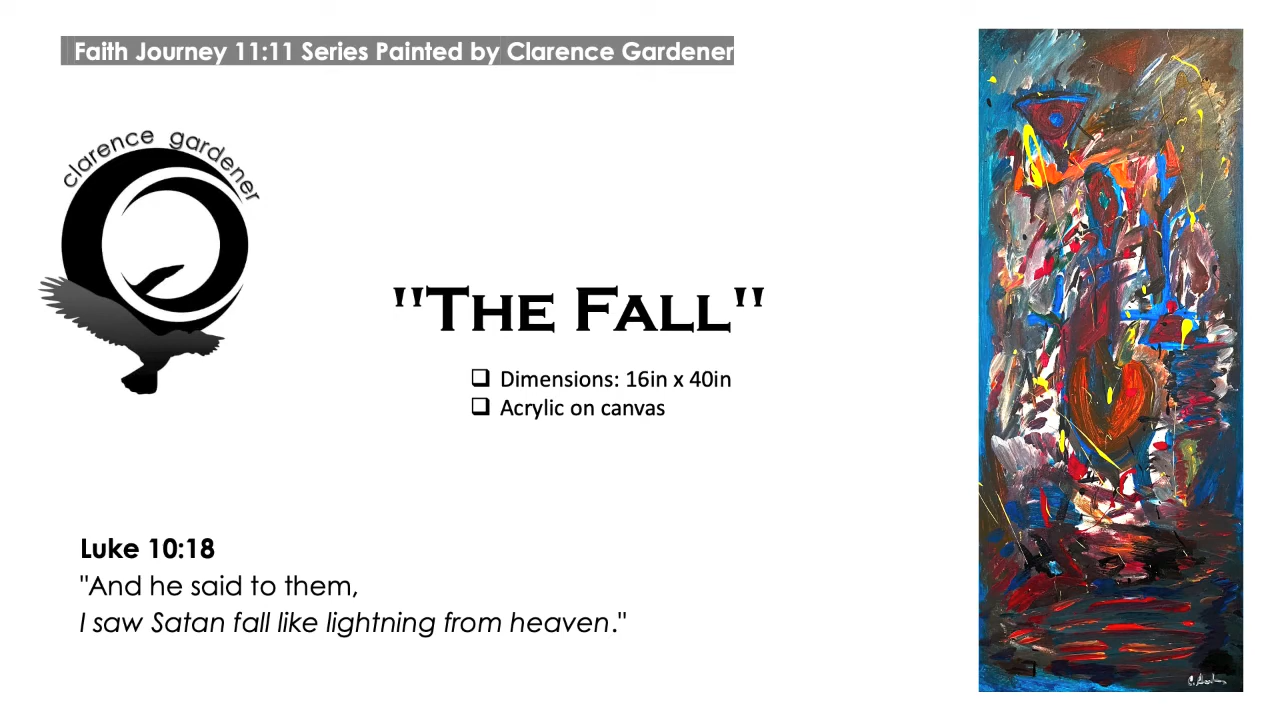 Faith Journey 11:11 Series Painted by Clarence Gardener
clarence gardener
"The Fall"
❑ Dimensions: 16in x 40in
❑ Acrylic on canvas
Luke 10:18
"And he said to them,
I saw Satan fall like lightning from heaven."